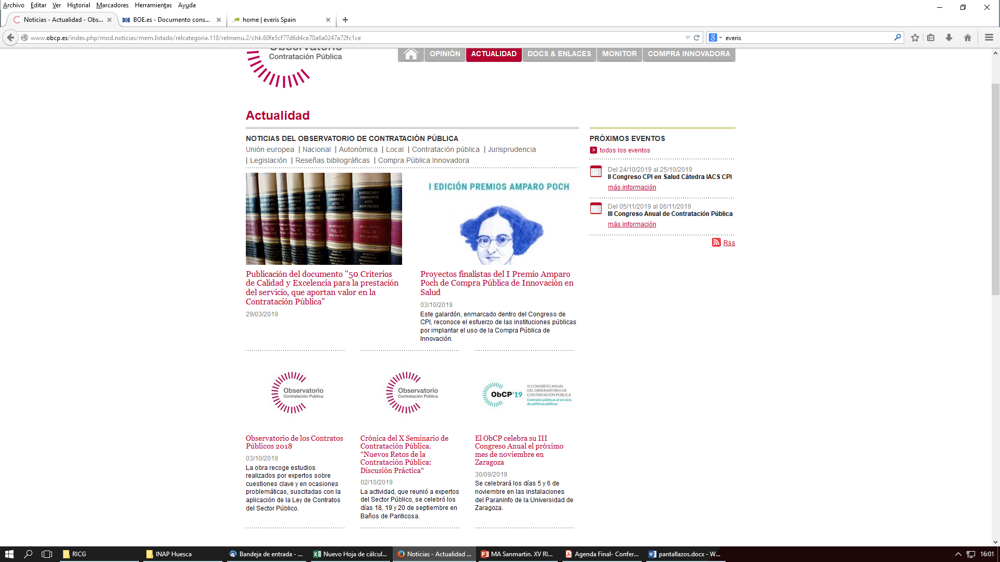 Archivo Editar Ver Historial Marcadores Herramientas Ayuda
Noticias - Actualidad - Obs...
BOE.es - Documento cons...
home | everis Spain
www.obcp.es/index.php/mod.noticias/mem.listado/relcategoria.118/relmenu.2/chk.60fe5cf77d6d4ce70a6a0247a72fc1ce
everis
Observatorio
Contratación Pública
OPINIÓN
ACTUALIDAD
DOCS & ENLACES
MONITOR
COMPRA INNOVADORA
Actualidad
NOTICIAS DEL OBSERVATORIO DE CONTRATACIÓN PÚBLICA
Unión europea | Nacional | Autonómica | Local | Contratación pública | Jurisprudencia
| Legislación | Reseñas bibliográficas | Compra Pública Innovadora
INTERSTATE COMMERCE ACTS ANNOTATED
I EDICIÓN PREMIOS AMPARO POCH
Publicación del documento "50 Criterios
de Calidad y Excelencia para la prestación
del servicio, que aportan valor en la
Contratación Pública"
29/03/2019
Proyectos finalistas del I Premio Amparo
Poch de Compra Pública de Innovación en
Salud
03/10/2019
Este galardón, enmarcado dentro del Congreso de
CPI, reconoce el esfuerzo de las instituciones públicas
por implantar el uso de la Compra Pública de
Innovación.
Observatorio
Contratación Pública
Observatorio de los Contratos
Públicos 2018
03/10/2019
La obra recoge estudios
realizados por expertos sobre
cuestiones clave y en ocasiones
problemáticas, suscitadas con la
aplicación de la Ley de Contratos
del Sector Público.
Observatorio
Contratación Pública
Crónica del X Seminario de
Contratación Pública.
"Nuevos Retos de la
Contratación Pública:
Discusión Práctica"
02/10/2019
La actividad, que reunió a expertos
del Sector Público, se celebró los
días 18, 19 y 20 de septiembre en
Baños de Panticosa.
ObCP'19
III CONGRESO ANUAL
DEL OBSERVATORIO DE
CONTRATACIÓN PÚBLICA
Contratos públicos al servicio
de políticas públicas
El ObCP celebra su III
Congreso Anual el próximo
mes de noviembre en
Zaragoza
30/09/2019
Se celebrará los días 5 y 6 de
noviembre en las instalaciones
del Paraninfo de la Universidad de
Zaragoza.
PRÓXIMOS EVENTOS
todos los eventos
Del 24/10/2019 al 25/10/2019
II Congreso CPI en Salud Cátedra IACS CPI
más información
Del 05/11/2019 al 06/11/2019
III Congreso Anual de Contratación Pública
más información
Rss
RICG
INAP Huesca
Bandeja de entrada - ...
Nuevo Hoja de cálcul...
Noticias - Actualidad ...
MA Sanmartin. XV RI...
Agenda Final- Confer...
pantallazos.docx - W...
16:01